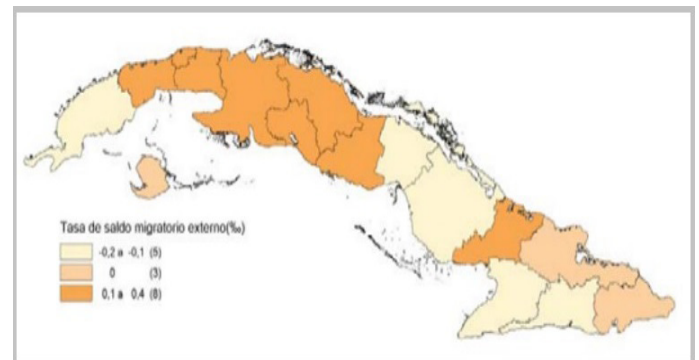 Tasa de saldo migratorio externo(‰)
-0,2 a -0,1 (5)
0 (3)
0,1 a 0,4 (8)